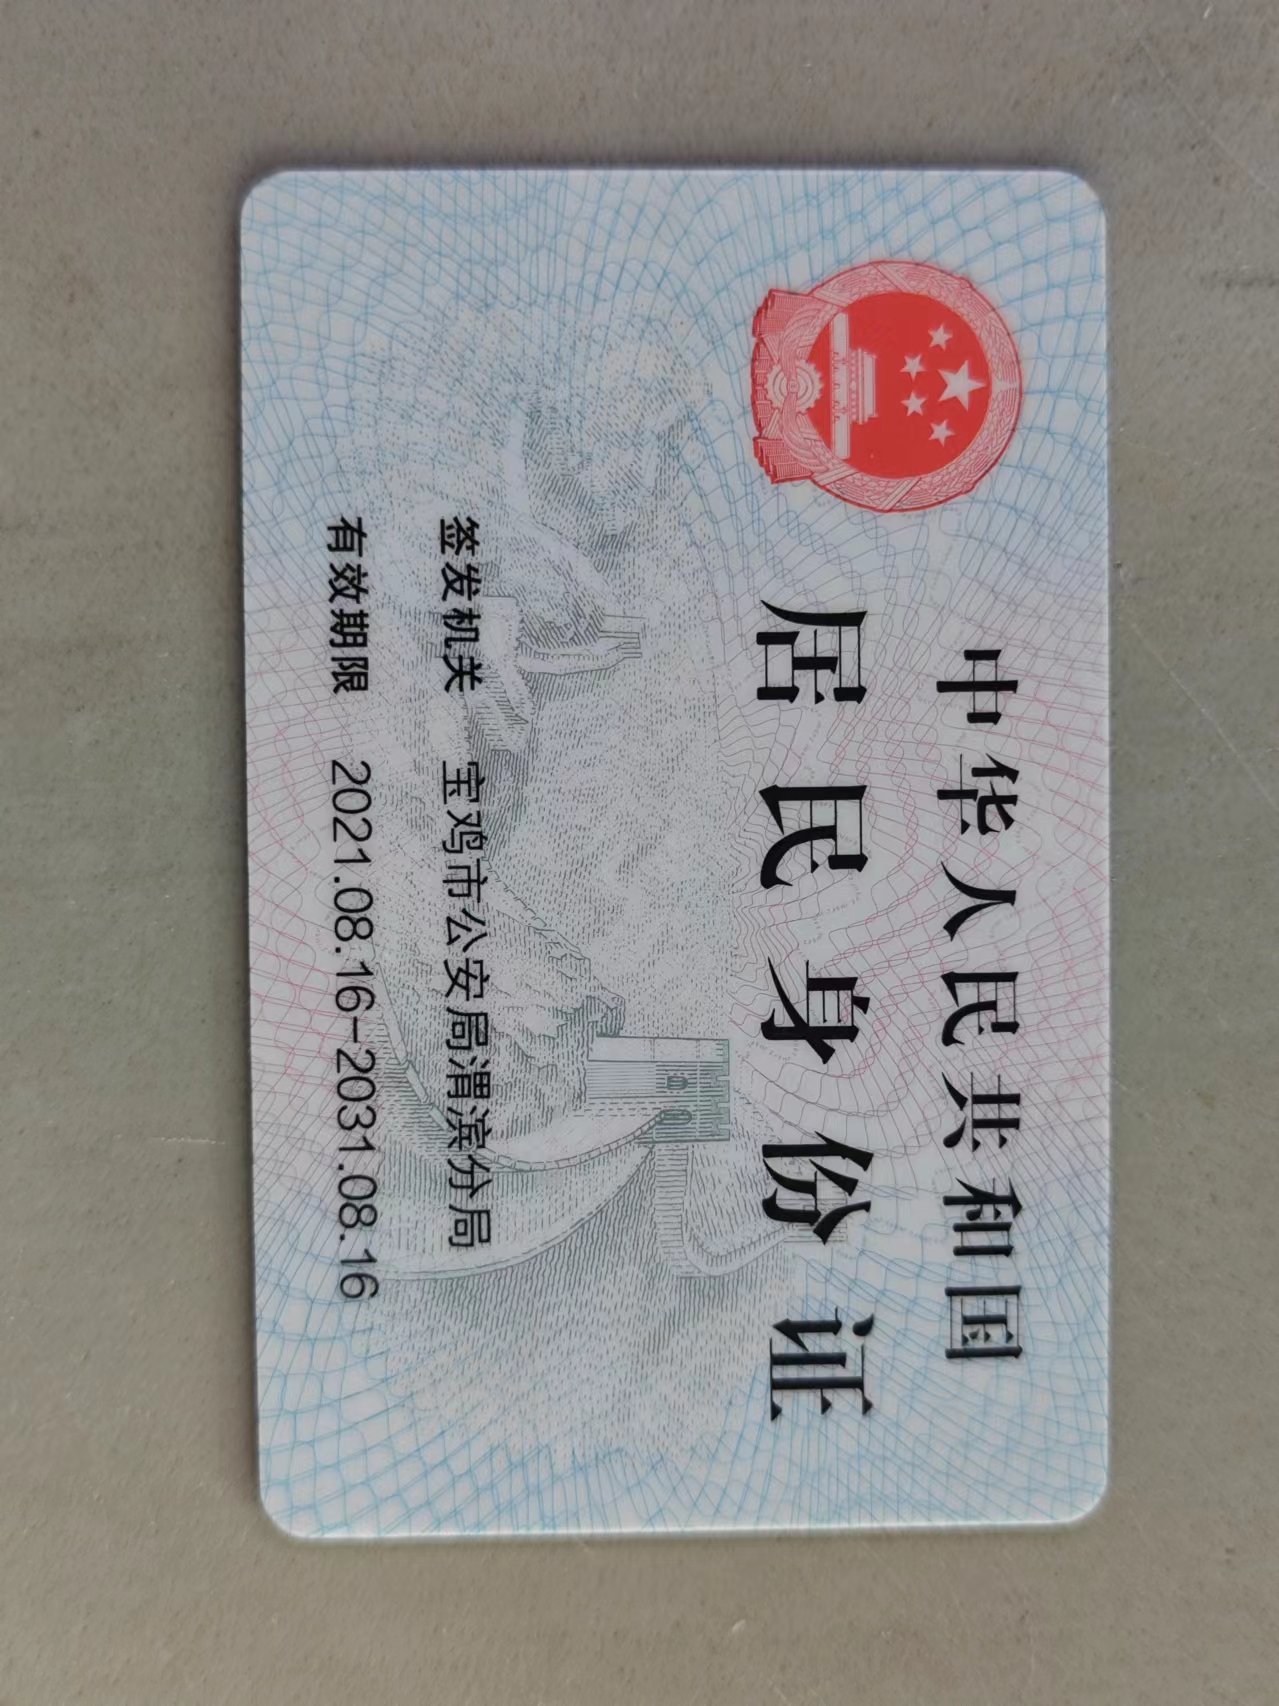 中华人民共和国
居民身份证
签发机关 宝鸡市公安局渭滨分局
有效期限 2021.08.16-2031.08.16